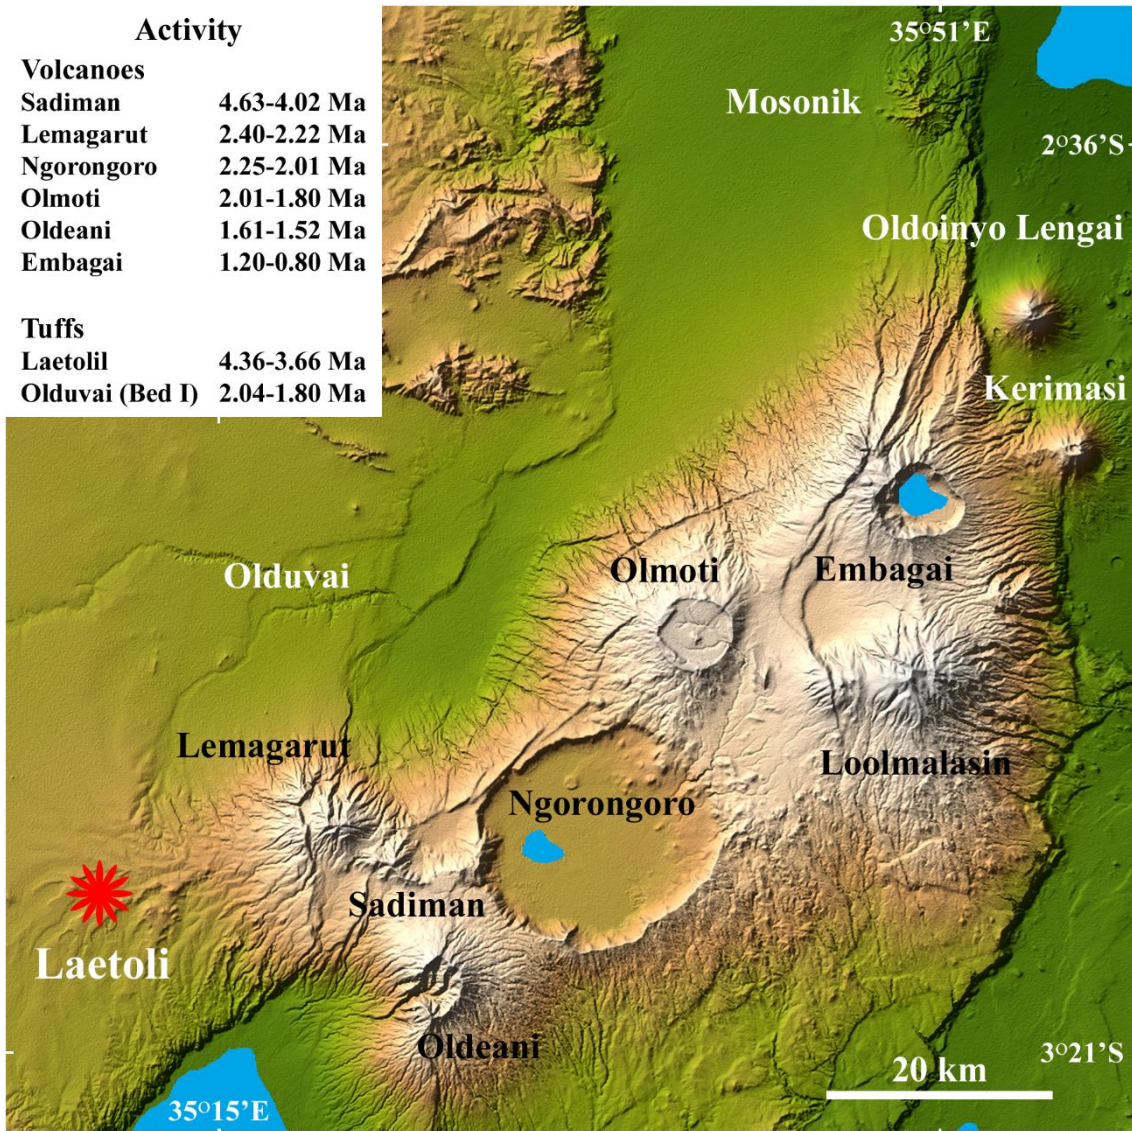 Activity
Volcanoes
Sadiman 4.63-4.02 Ma
Lemagarut 2.40-2.22 Ma
Ngorongoro 2.25-2.01 Ma
Olmoti 2.01-1.80 Ma
Oldeani 1.61-1.52 Ma
Embagai 1.20-0.80 Ma
Tuffs
Laetolil 4.36-3.66 Ma
Olduvai (Bed I) 2.04-1.80 Ma
35°51'E
Mosonik
2°36'S
Oldoinyo Lengai
Kerimasi
Olduvai
Olmoti
Embagai
Lemagarut
Loolmalasin
Ngorongoro
Sadiman
Laetoli
Oldeani
3°21'S
20 km
35°15'E